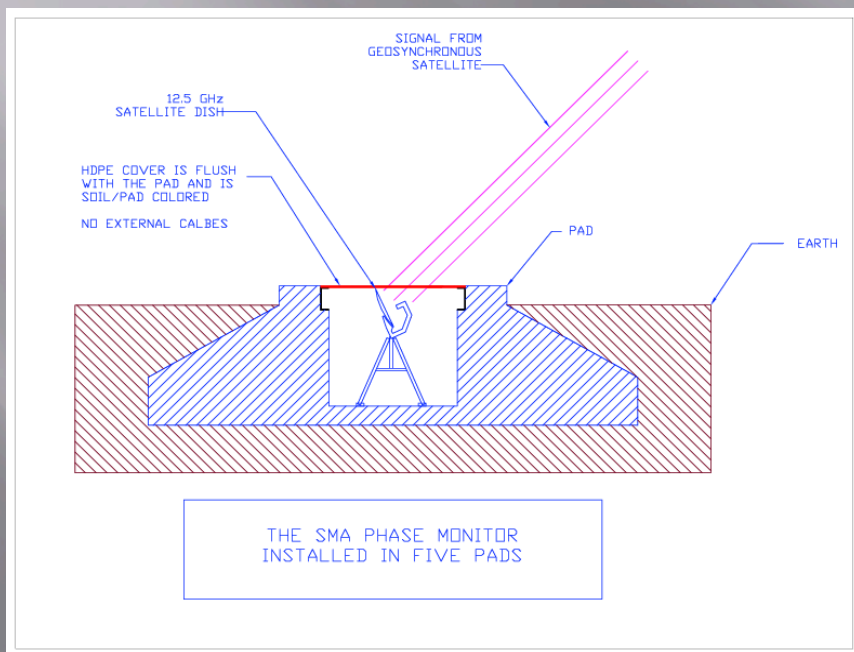 SIGNAL FROM
GEOSYNCHRONOUS
SATELLITE
12.5 GHz
SATELLITE DISH
HDPE COVER IS FLUSH
WITH THE PAD AND IS
SOIL/PAD COLORED
NO EXTERNAL CALBES
PAD
EARTH
THE SMA PHASE MONITOR
INSTALLED IN FIVE PADS